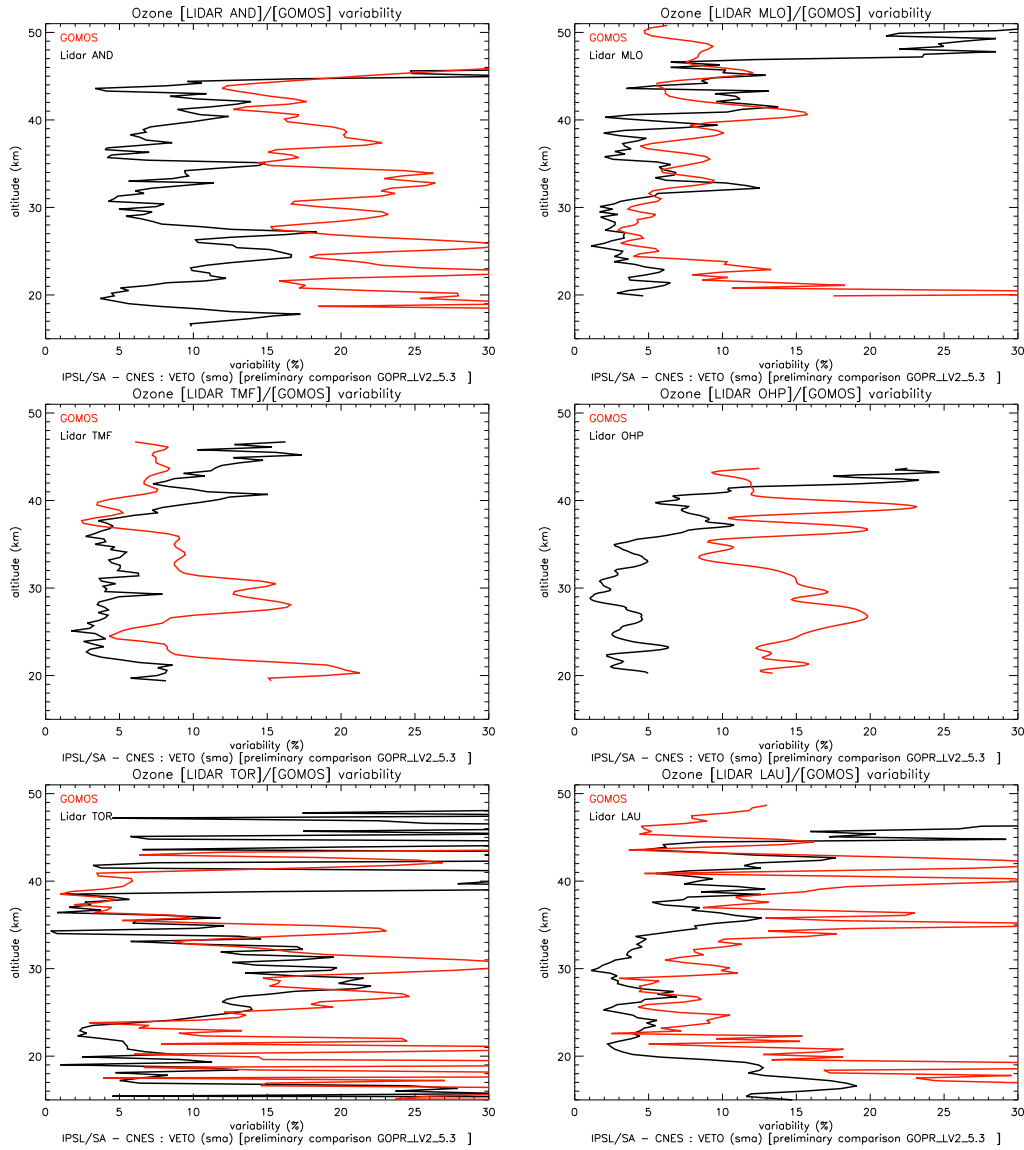 Ozone [LIDAR AND]/[GOMOS] variability
GOMOS
Lidar AND
50
40
30
20
altitude (km)
0 5 10 15 20 25 30
variability (%)
IPSL/SA - CNES : VETO (sma) [preliminary comparison GOPR_LV2_5.3 ]
Ozone [LIDAR MLO]/[GOMOS] variability
GOMOS
Lidar MLO
50
40
30
20
altitude (km)
0 5 10 15 20 25 30
variability (%)
IPSL/SA - CNES : VETO (sma) [preliminary comparison GOPR_LV2_5.3 ]
Ozone [LIDAR TMF]/[GOMOS] variability
GOMOS
Lidar TMF
50
40
30
20
altitude (km)
0 5 10 15 20 25 30
variability (%)
IPSL/SA - CNES : VETO (sma) [preliminary comparison GOPR_LV2_5.3 ]
Ozone [LIDAR OHP]/[GOMOS] variability
GOMOS
Lidar OHP
50
40
30
20
altitude (km)
0 5 10 15 20 25 30
variability (%)
IPSL/SA - CNES : VETO (sma) [preliminary comparison GOPR_LV2_5.3 ]
Ozone [LIDAR TOR]/[GOMOS] variability
GOMOS
Lidar TOR
50
40
30
20
altitude (km)
0 5 10 15 20 25 30
variability (%)
IPSL/SA - CNES : VETO (sma) [preliminary comparison GOPR_LV2_5.3 ]
Ozone [LIDAR LAU]/[GOMOS] variability
GOMOS
Lidar LAU
50
40
30
20
altitude (km)
0 5 10 15 20 25 30
variability (%)
IPSL/SA - CNES : VETO (sma) [preliminary comparison GOPR_LV2_5.3 ]